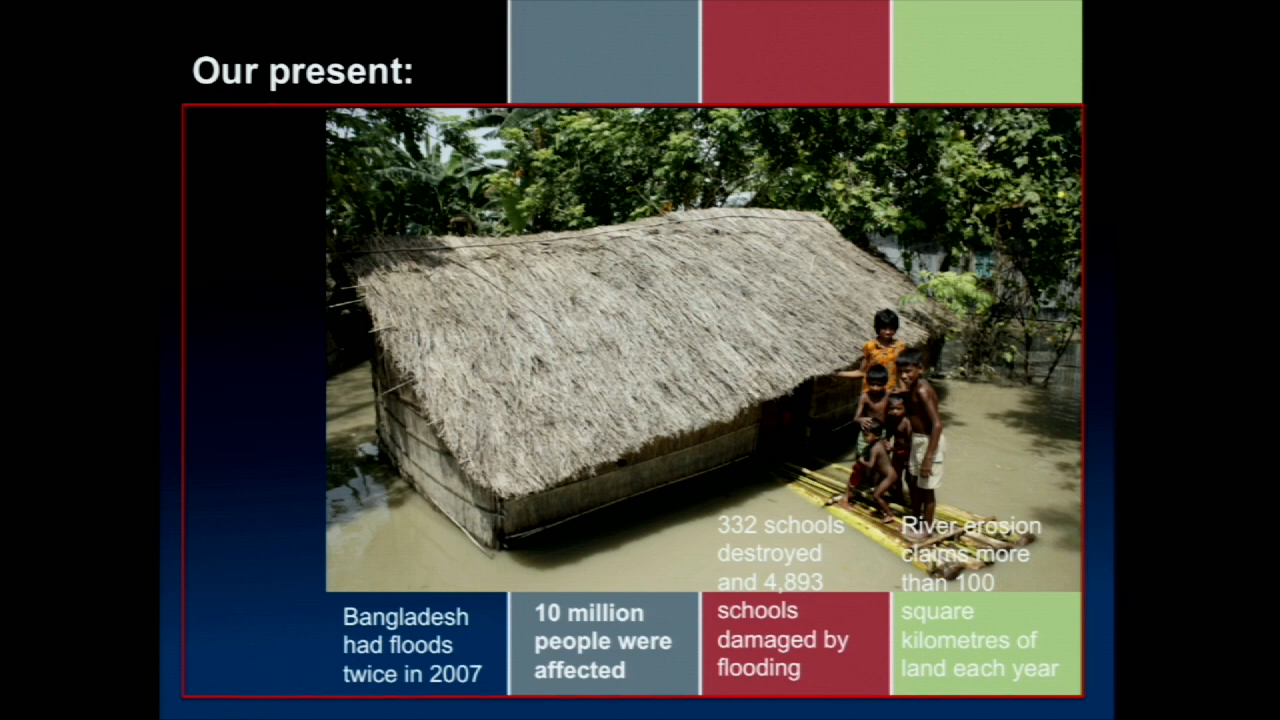 Our present:
Bangladesh
had floods
twice in 2007
10 million
people were
affected
332 schools
destroyed
and 4,893
schools
damaged by
flooding
River erosion
claims more
than 100
square
kilometres of
land each year